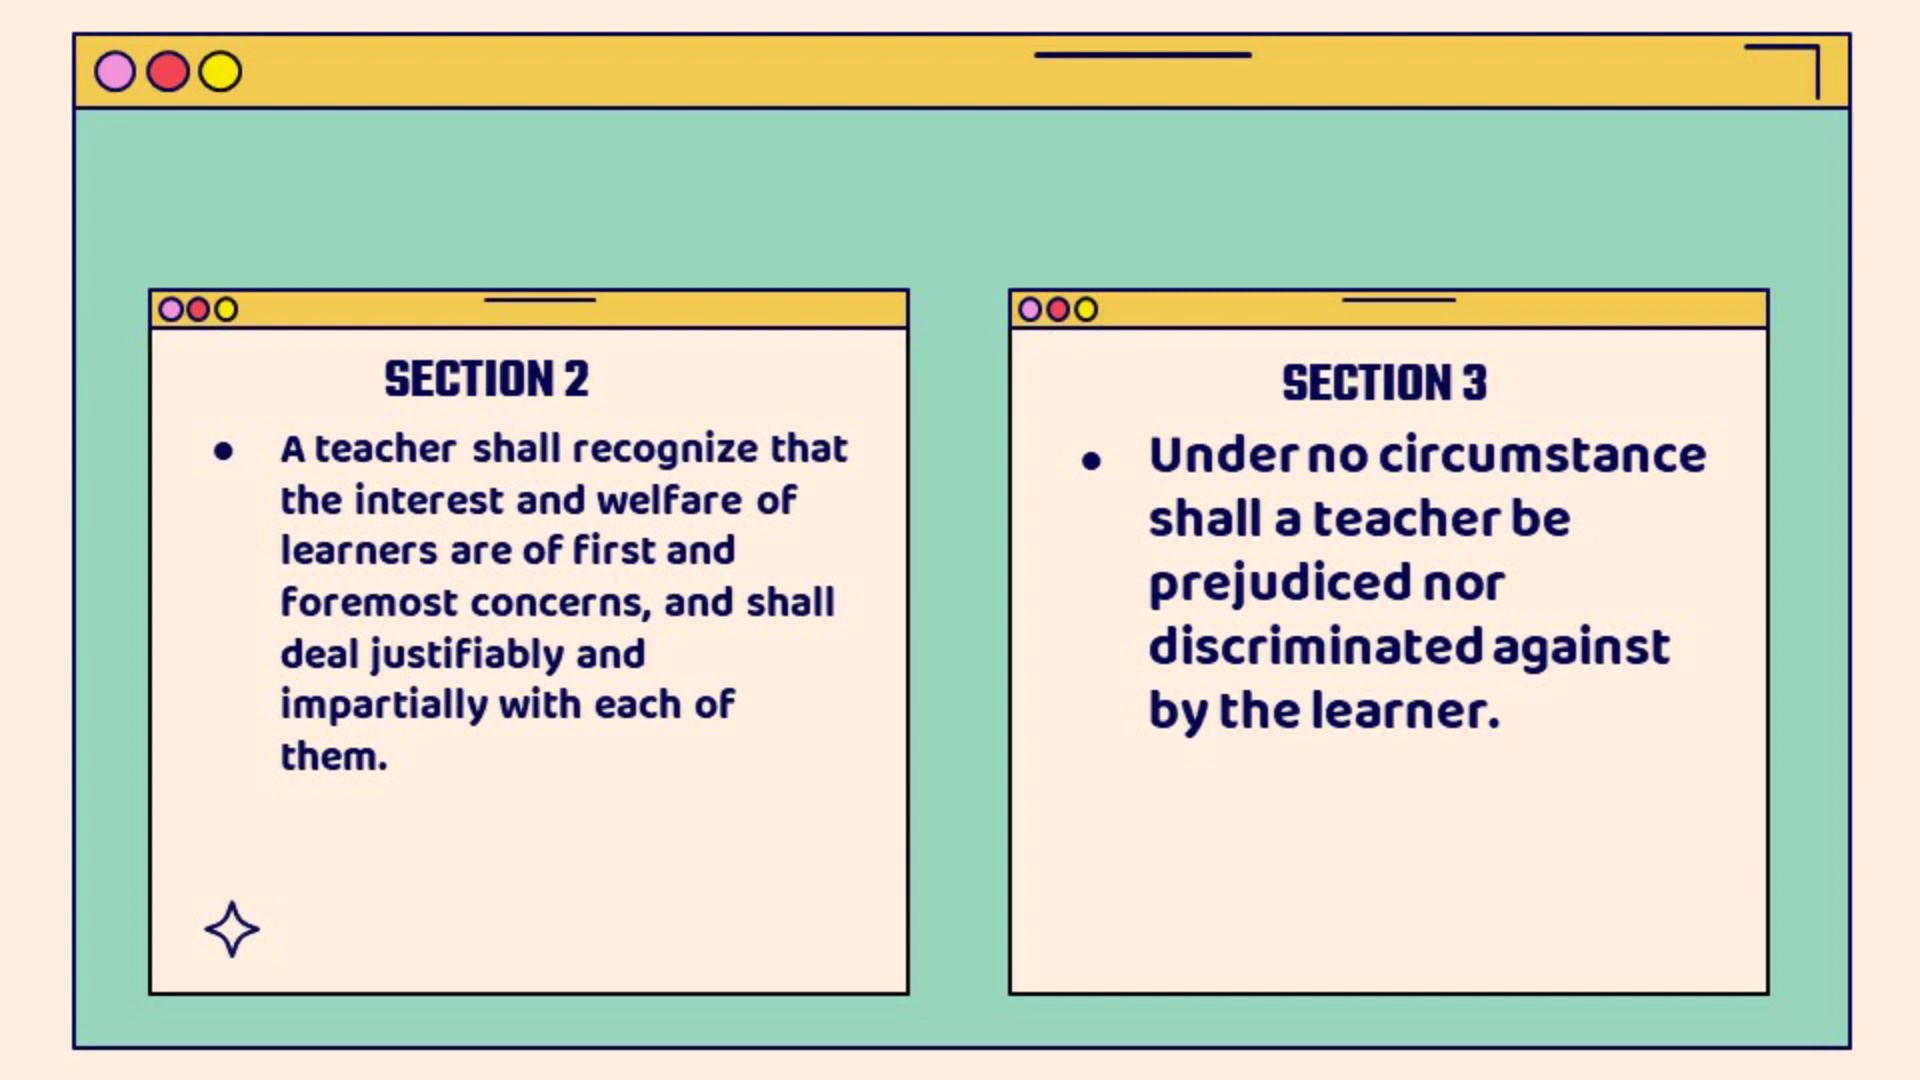 SECTION 2
● A teacher shall recognize that
the interest and welfare of
learners are of first and
foremost concerns, and shall
deal justifiably and
impartially with each of
them.
SECTION 3
● Under no circumstance
shall a teacher be
prejudiced nor
discriminated against
by the learner.